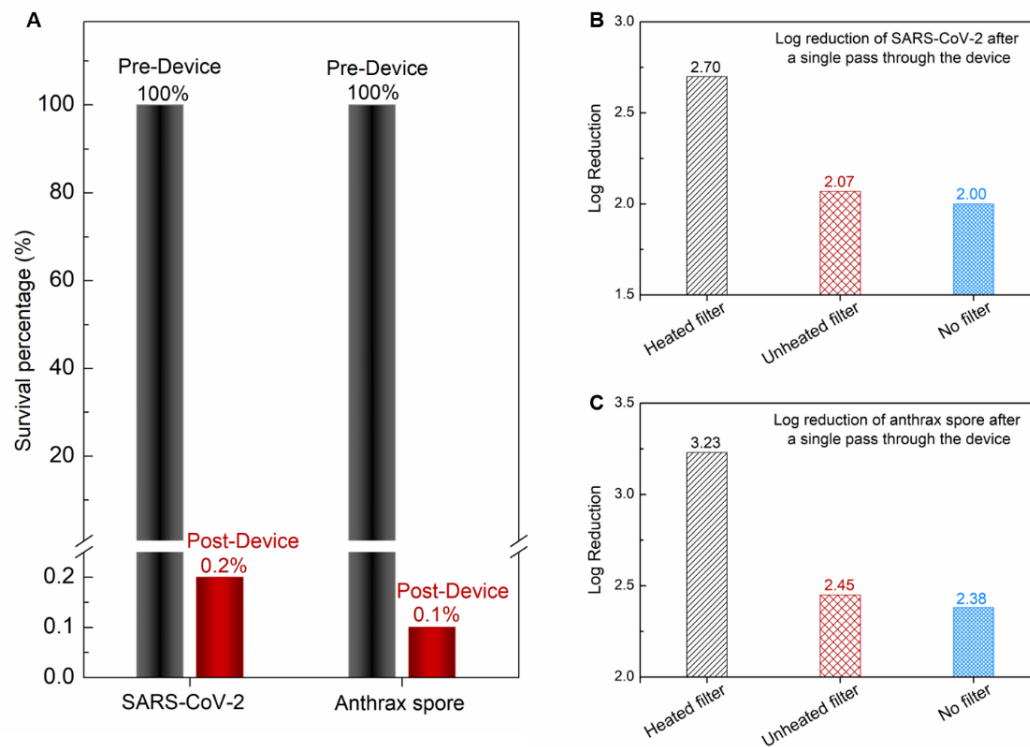 A
Survival percentage (%)
100
80
60
40
20
0.2
0.1
0.0
Pre-Device
100%
Post-Device
0.2%
Pre-Device
100%
Post-Device
0.1%
SARS-CoV-2
Anthrax spore
B
Log Reduction
3.0
2.5
2.0
1.5
Log reduction of SARS-CoV-2 after
a single pass through the device
2.70
2.07
2.00
Heated filter
Unheated filter
No filter
C
Log Reduction
3.5
3.0
2.5
2.0
Log reduction of anthrax spore after
a single pass through the device
3.23
2.45
2.38
Heated filter
Unheated filter
No filter